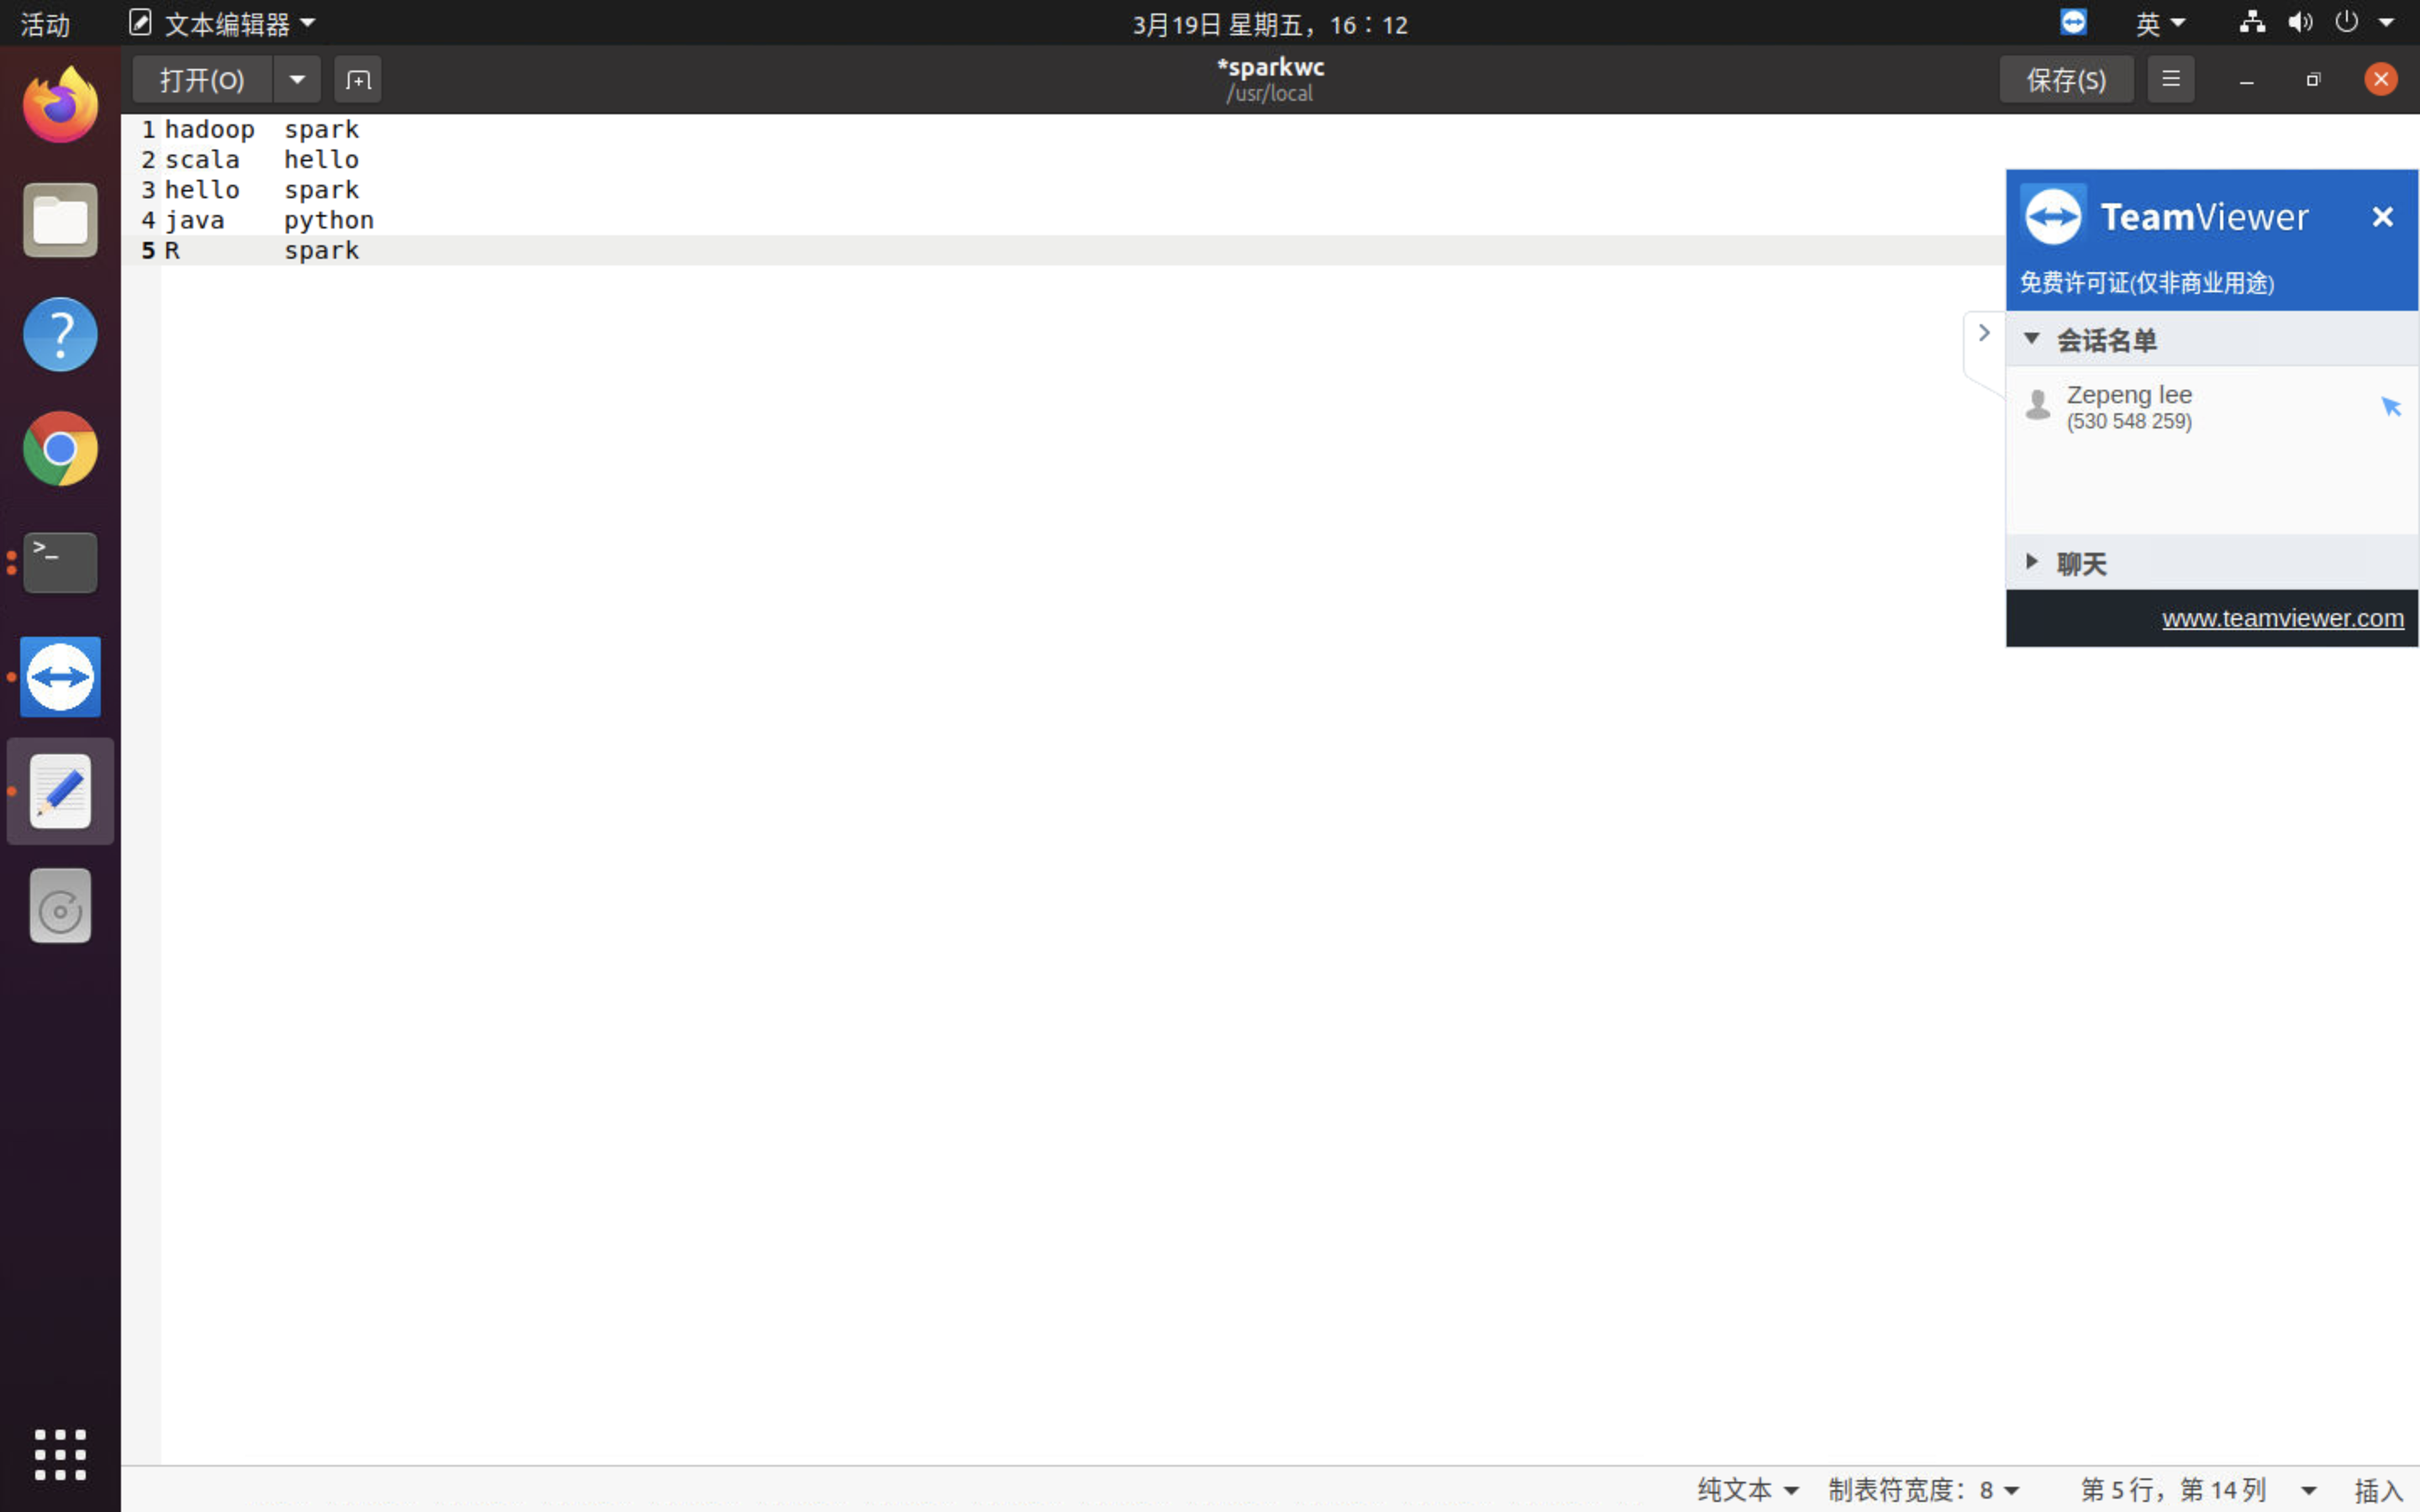 活动 文本编辑器 3月19日 星期五，16：12 英
打开(O) *sparkwc 保存(S)
/usr/local
1 hadoop spark
2 scala hello
3 hello spark
4 java python
5 R spark
TeamViewer
免费许可证(仅非商业用途)
会话名单
Zepeng lee
(530 548 259)
聊天
www.teamviewer.com
纯文本 制表符宽度：8 第 5 行，第 14 列 插入